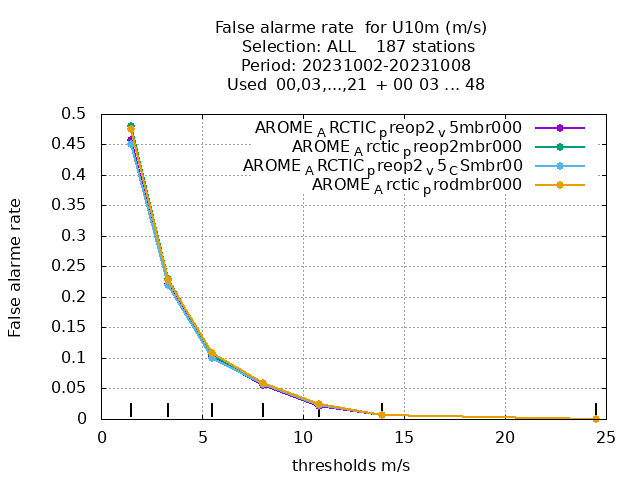 False alarme rate  for U10m (m/s)
Selection: ALL    187 stations
Period: 20231002-20231008
Used  00,03,...,21  + 00 03 ... 48
AROME_ARCTIC_preop2_v5mbr000
AROME_Arctic_preop2mbr000
AROME_ARCTIC_preop2_v5_CSmbr00
AROME_Arctic_prodmbr000
False alarme rate
0.5
0.45
0.4
0.35
0.3
0.25
0.2
0.15
0.1
0.05
0
0 5 10 15 20 25
thresholds m/s